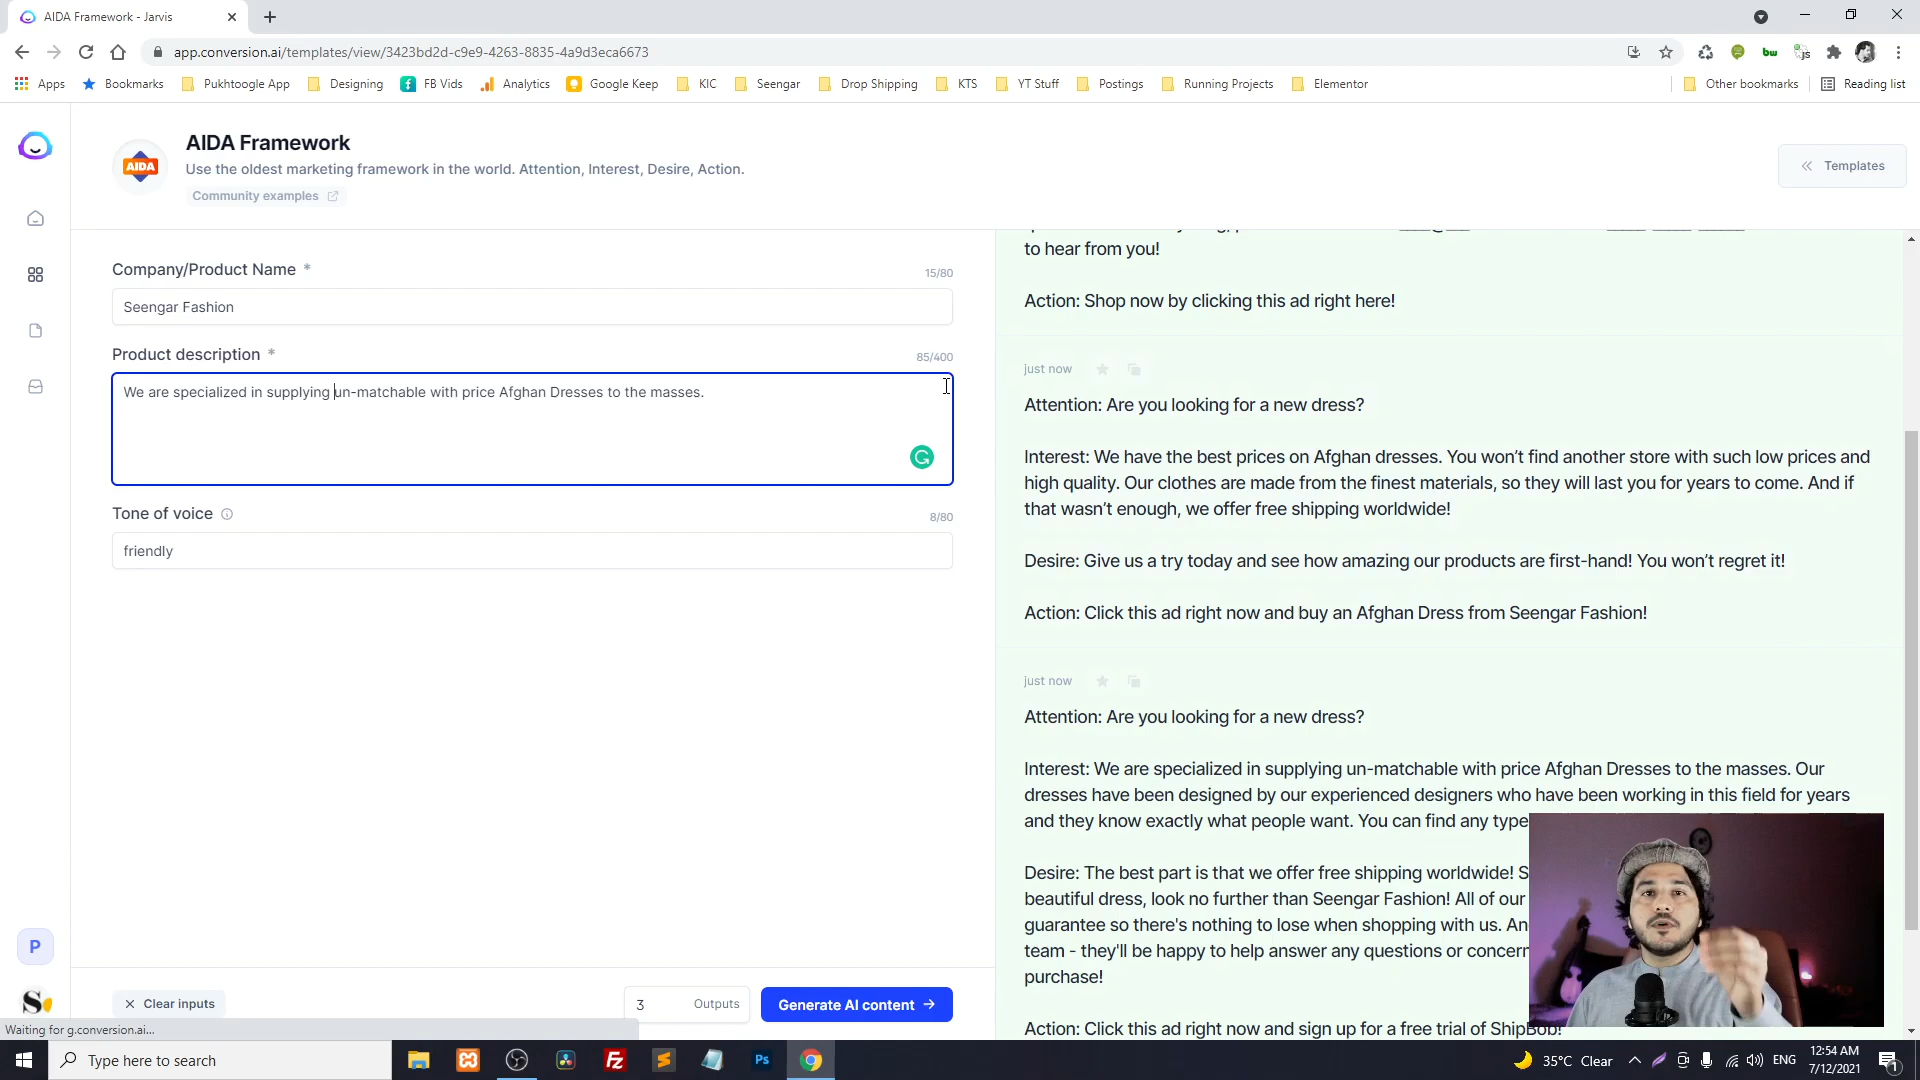 AIDA Framework - Jarvis
app.conversion.ai/templates/view/3423bd2d-c9e9-4263-8835-4a9d3eca6673
Apps Bookmarks Pukhtoogle App Designing FB Vids Analytics Google Keep KIC Seengar Drop Shipping KTS YT Stuff Postings Running Projects Elementor Other bookmarks Reading list
AIDA
AIDA Framework
Use the oldest marketing framework in the world. Attention, Interest, Desire, Action.
Community examples
Templates
Company/Product Name *
15/80
Seengar Fashion
Product description *
85/400
We are specialized in supplying un-matchable with price Afghan Dresses to the masses.
Tone of voice
8/80
friendly
to hear from you!
Action: Shop now by clicking this ad right here!
just now
Attention: Are you looking for a new dress?
Interest: We have the best prices on Afghan dresses. You won’t find another store with such low prices and
high quality. Our clothes are made from the finest materials, so they will last you for years to come. And if
that wasn’t enough, we offer free shipping worldwide!
Desire: Give us a try today and see how amazing our products are first-hand! You won’t regret it!
Action: Click this ad right now and buy an Afghan Dress from Seengar Fashion!
just now
Attention: Are you looking for a new dress?
Interest: We are specialized in supplying un-matchable with price Afghan Dresses to the masses. Our
dresses have been designed by our experienced designers who have been working in this field for years
and they know exactly what people want. You can find any type
Desire: The best part is that we offer free shipping worldwide! S
beautiful dress, look no further than Seengar Fashion! All of our
guarantee so there's nothing to lose when shopping with us. An
team - they'll be happy to help answer any questions or concern
purchase!
Action: Click this ad right now and sign up for a free trial of ShipBob!
P
Clear inputs
3 Outputs
Generate AI content
Waiting for g.conversion.ai...
Type here to search
35°C Clear
ENG
12:54 AM
7/12/2021
1